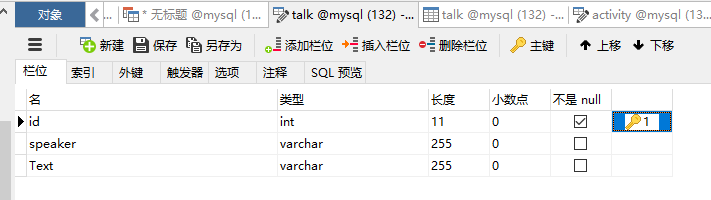 对象 * 无标题 @mysql (1... talk @mysql (132) -... talk @mysql (132) -... activity @mysql (13...
新建 保存 另存为 添加栏位 插入栏位 删除栏位 主键 上移 下移
栏位 索引 外键 触发器 选项 注释 SQL 预览
名 类型 长度 小数点 不是 null
id int 11 0 1
speaker varchar 255 0
Text varchar 255 0